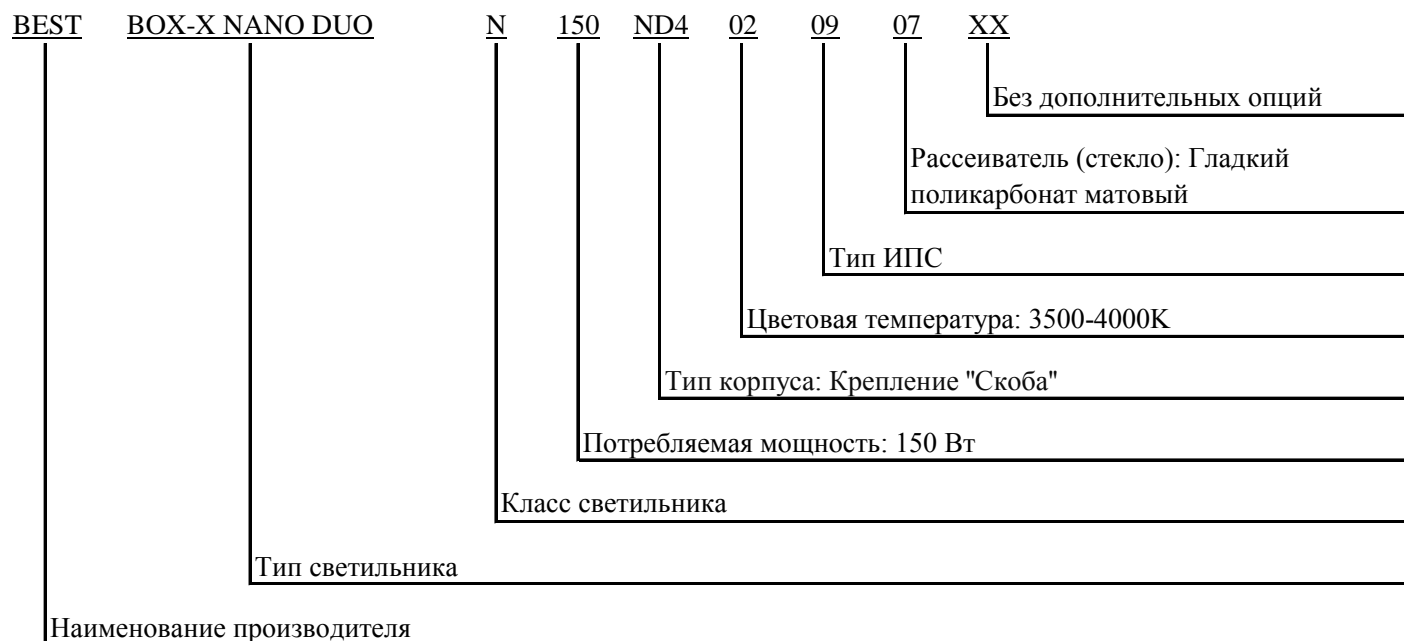 BEST BOX-X NANO DUO N 150 ND4 02 09 07 XX
Без дополнительных опций
Рассеиватель (стекло): Гладкий
поликарбонат матовый
Тип ИПС
Цветовая температура: 3500-4000K
Тип корпуса: Крепление "Скоба"
Потребляемая мощность: 150 Вт
Класс светильника
Тип светильника
Наименование производителя